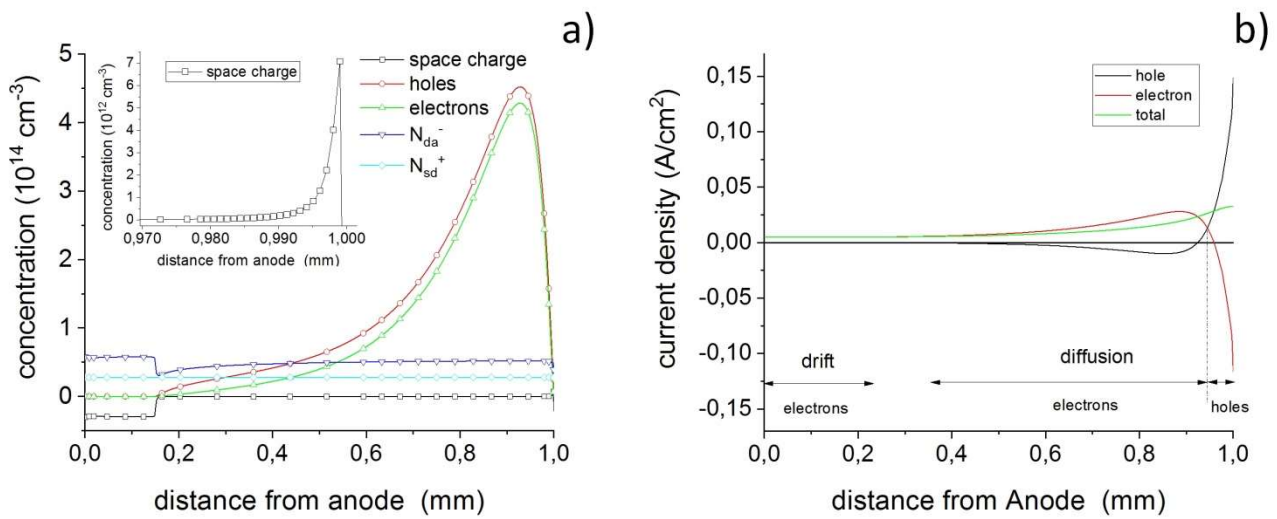 a)
5
4
3
2
1
0
concentration (10^14 cm^-3)
0,0
0,2
0,4
0,6
0,8
1,0
distance from anode (mm)
space charge
holes
electrons
N_da^-
N_sd^+
7
6
5
4
3
2
1
0
concentration (10^12 cm^-3)
space charge
0,970
0,980
0,990
1,000
distance from anode (mm)
b)
0,15
0,10
0,05
0,00
-0,05
-0,10
-0,15
current density (A/cm^2)
hole
electron
total
drift
diffusion
electrons
electrons
holes
0,0
0,2
0,4
0,6
0,8
1,0
distance from Anode (mm)